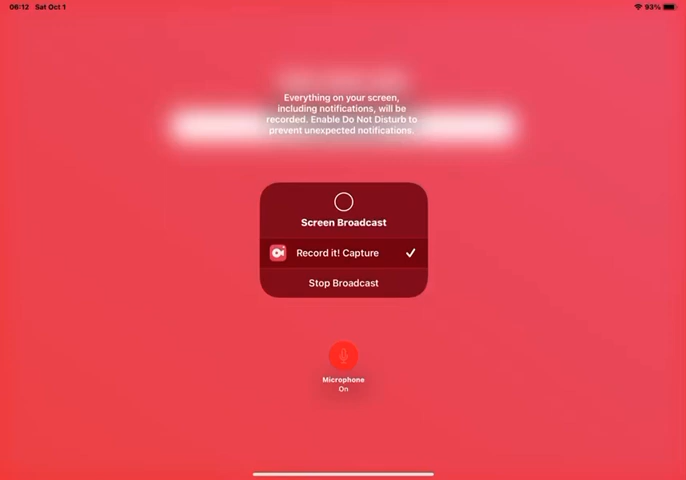 06:12 Sat Oct 1
93%
Everything on your screen,
including notifications, will be
recorded. Enable Do Not Disturb to
prevent unexpected notifications.
Screen Broadcast
Record it! Capture
Stop Broadcast
Microphone
On